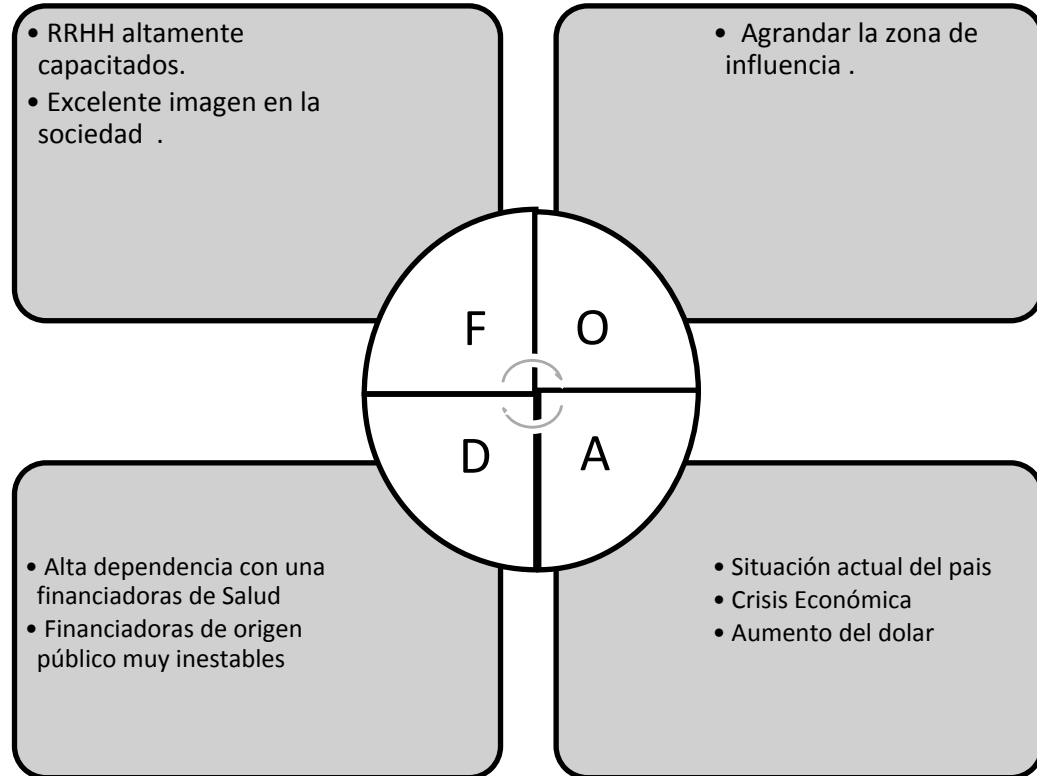 • RRHH altamente
capacitados.
• Excelente imagen en la
sociedad .
• Agrandar la zona de
influencia .
F
O
D
A
• Alta dependencia con una
financiadoras de Salud
• Financiadoras de origen
público muy inestables
• Situación actual del pais
• Crisis Económica
• Aumento del dolar